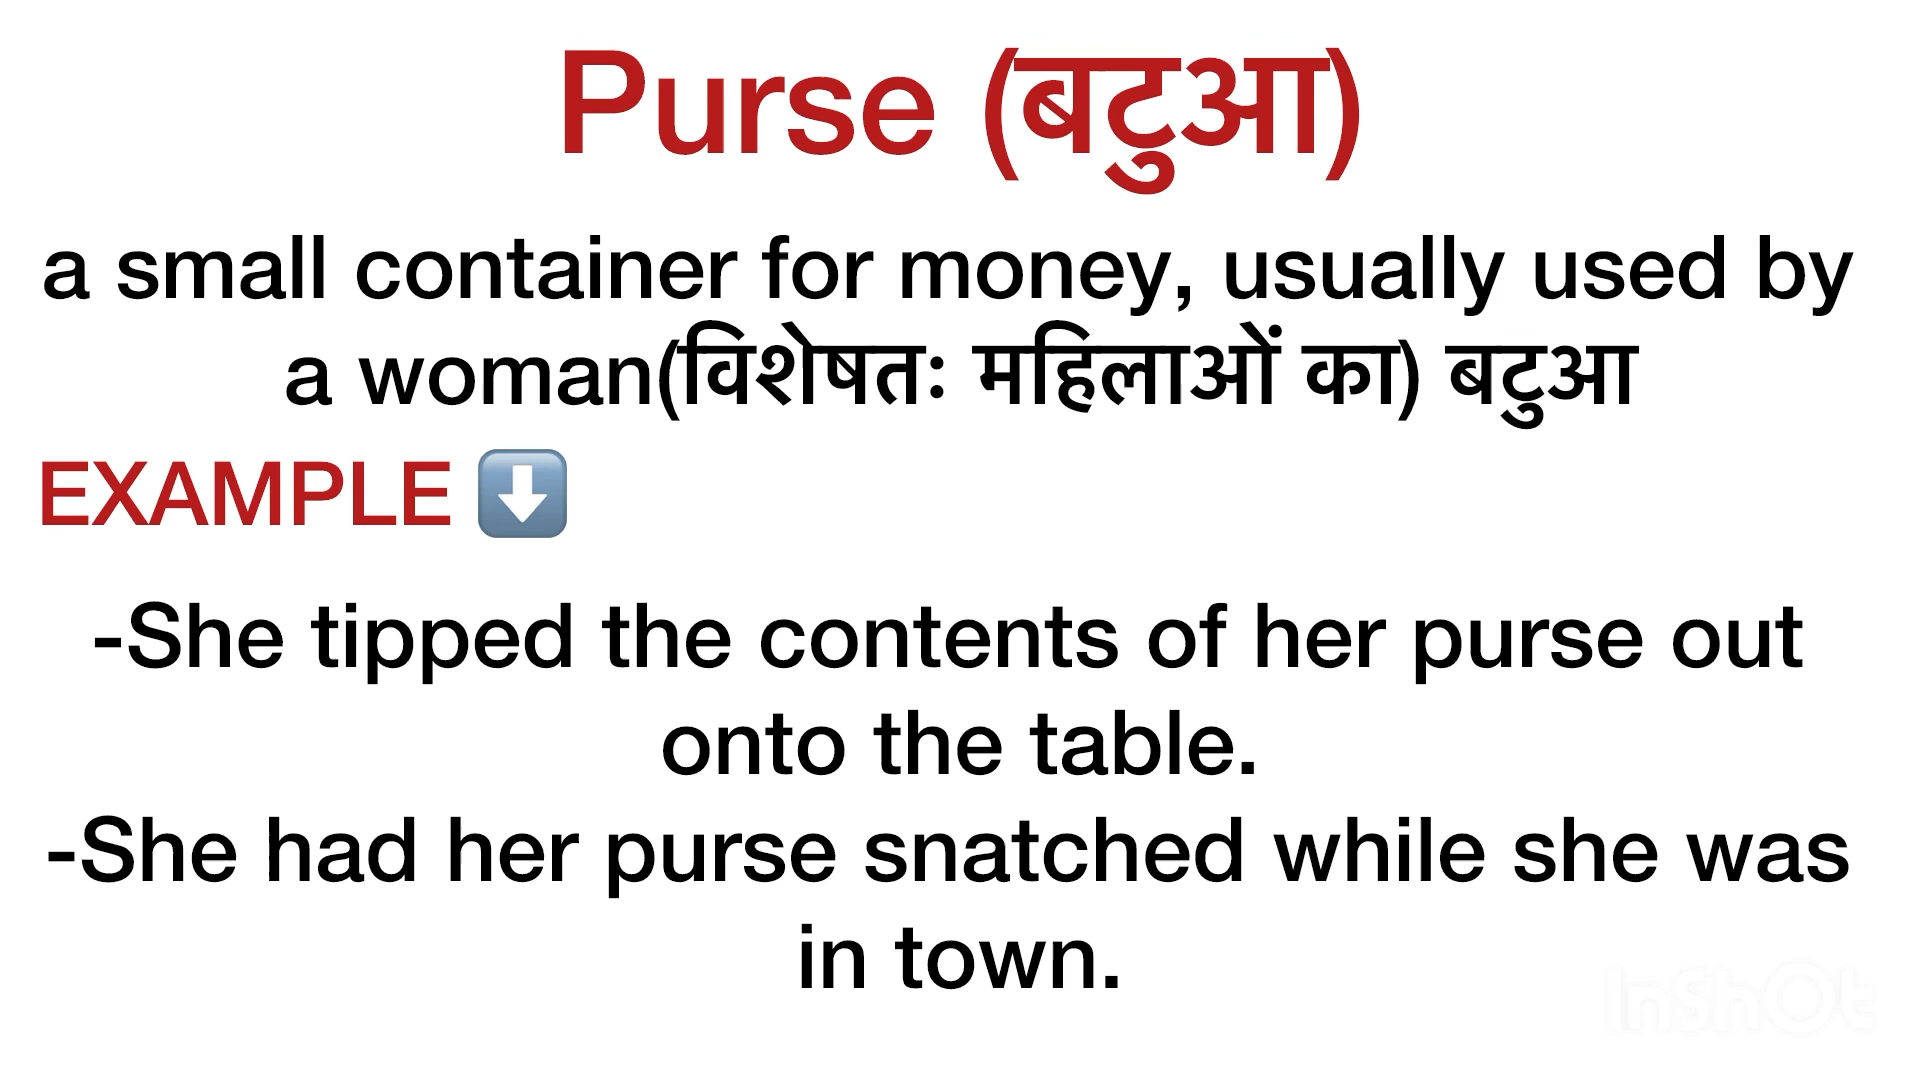 Purse (बटुआ)
a small container for money, usually used by
a woman(विशेषतः महिलाओं का) बटुआ
EXAMPLE ⬇️
-She tipped the contents of her purse out
onto the table.
-She had her purse snatched while she was
in town.
InShOt